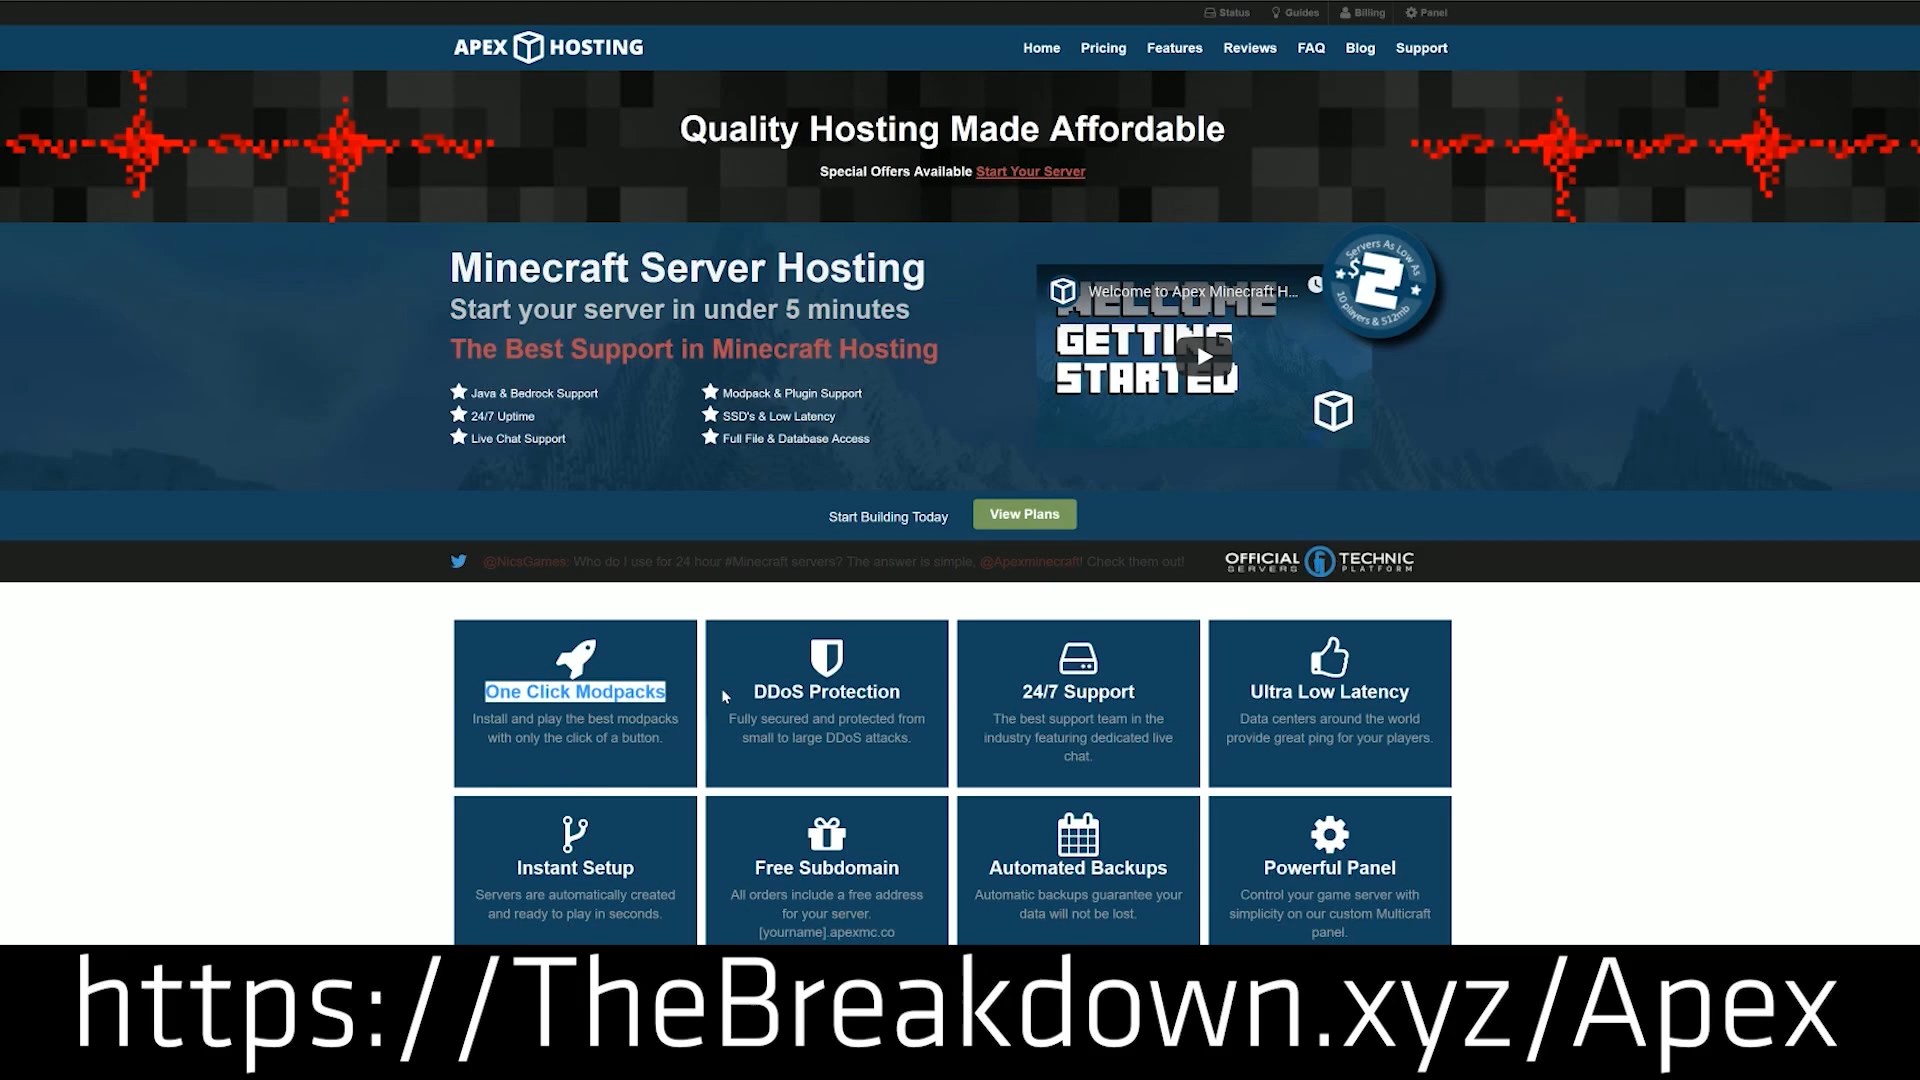 Status Guides Billing Panel
APEX HOSTING
Home Pricing Features Reviews FAQ Blog Support
Quality Hosting Made Affordable
Special Offers Available Start Your Server
Minecraft Server Hosting
Start your server in under 5 minutes
The Best Support in Minecraft Hosting
Java & Bedrock Support
Modpack & Plugin Support
24/7 Uptime
SSD's & Low Latency
Live Chat Support
Full File & Database Access
Welcome to Apex Minecraft H...
WELCOME
GETTING
STARTED
Servers As Low As
$2
10 players & 512mb
Start Building Today View Plans
@NicsGames: Who do I use for 24 hour #Minecraft servers? The answer is simple, @Apexminecraft! Check them out!
OFFICIAL TECHNIC
SERVERS PLATFORM
One Click Modpacks
Install and play the best modpacks
with only the click of a button.
DDoS Protection
Fully secured and protected from
small to large DDoS attacks.
24/7 Support
The best support team in the
industry featuring dedicated live
chat.
Ultra Low Latency
Data centers around the world
provide great ping for your players.
Instant Setup
Servers are automatically created
and ready to play in seconds.
Free Subdomain
All orders include a free address
for your server.
[yourname].apexmc.co
Automated Backups
Automatic backups guarantee your
data will not be lost.
Powerful Panel
Control your game server with
simplicity on our custom Multicraft
panel.
https://TheBreakdown.xyz/Apex